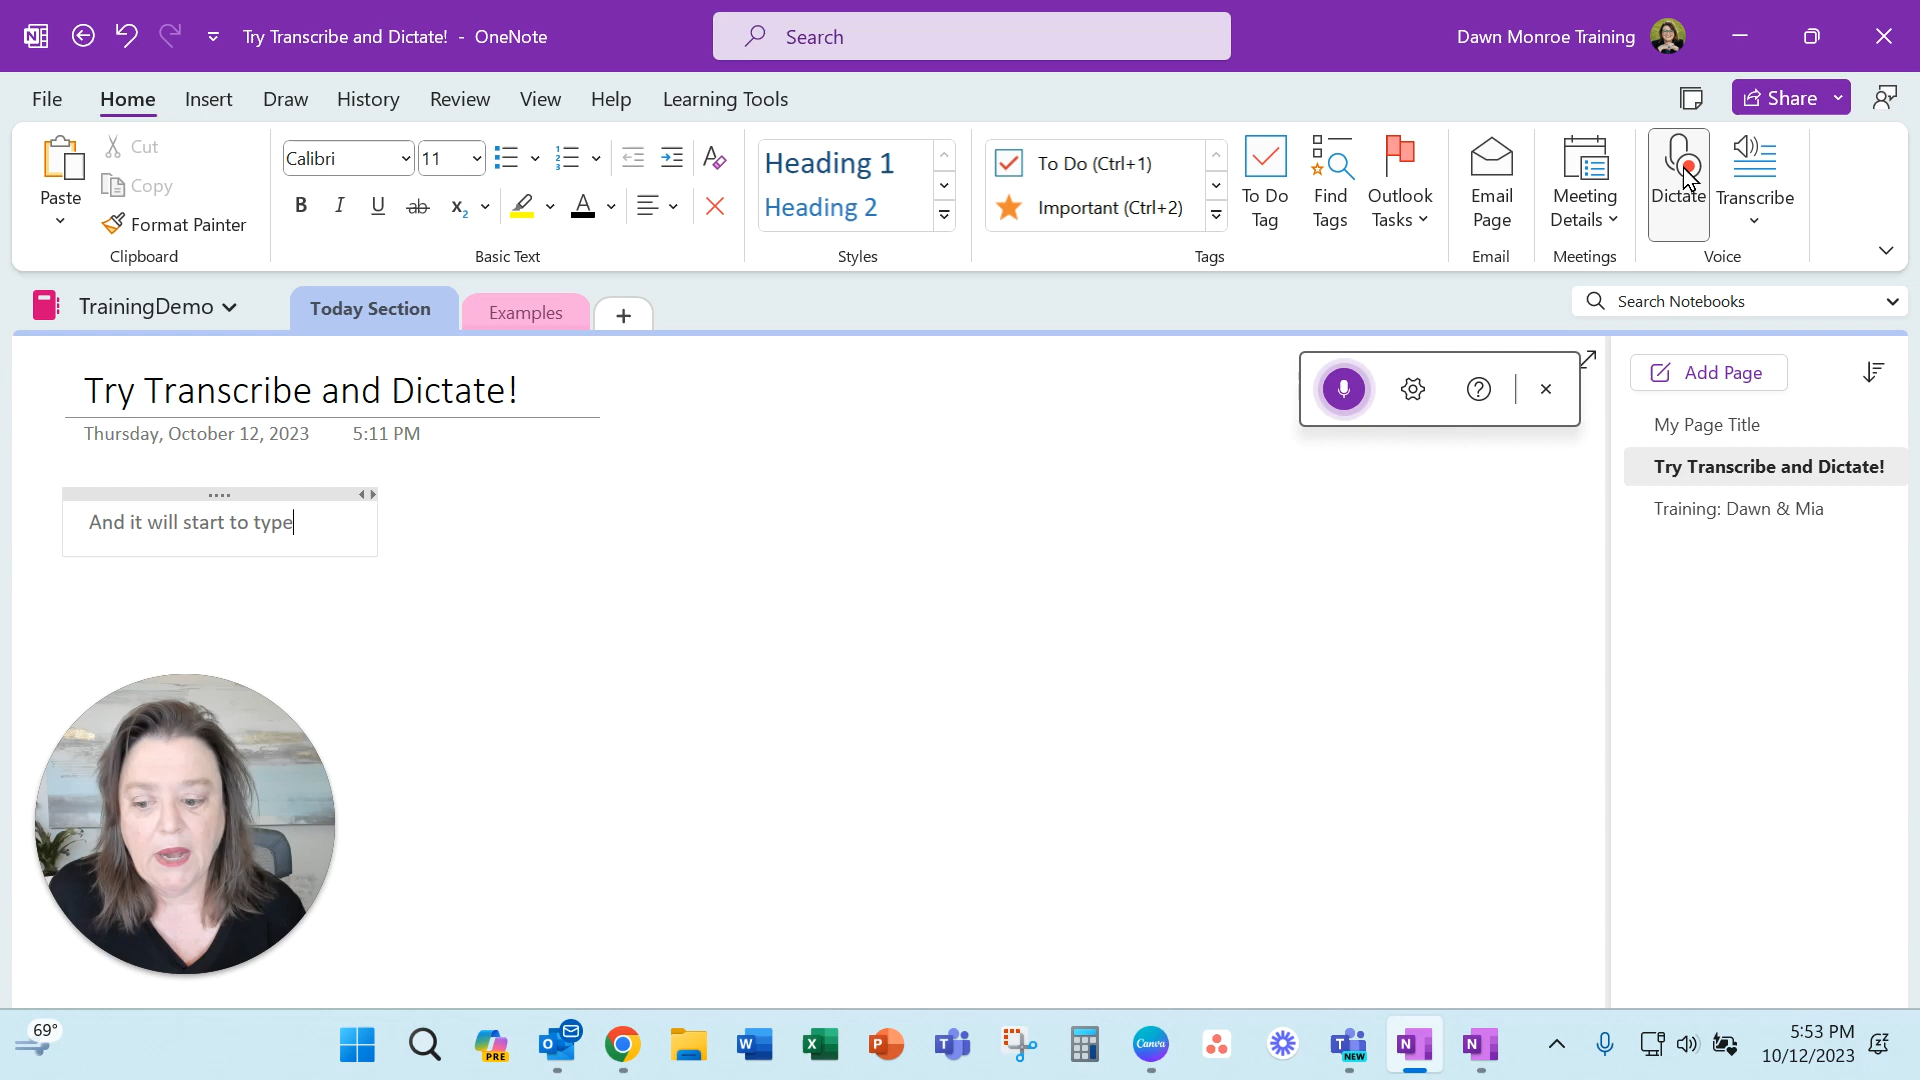 Try Transcribe and Dictate! - OneNote
Search
Dawn Monroe Training
File Home Insert Draw History Review View Help Learning Tools
Share
Paste
Cut
Copy
Format Painter
Clipboard
Calibri 11
B I U ab x₂ A
Basic Text
Heading 1
Heading 2
Styles
To Do (Ctrl+1)
Important (Ctrl+2)
To Do Tag
Find Tags
Outlook Tasks
Tags
Email Page
Email
Meeting Details
Meetings
Dictate
Transcribe
Voice
TrainingDemo
Today Section
Examples
+
Search Notebooks
Try Transcribe and Dictate!
Thursday, October 12, 2023 5:11 PM
And it will start to type
Add Page
My Page Title
Try Transcribe and Dictate!
Training: Dawn & Mia
69°
PRE
Canva
NEW
5:53 PM
10/12/2023